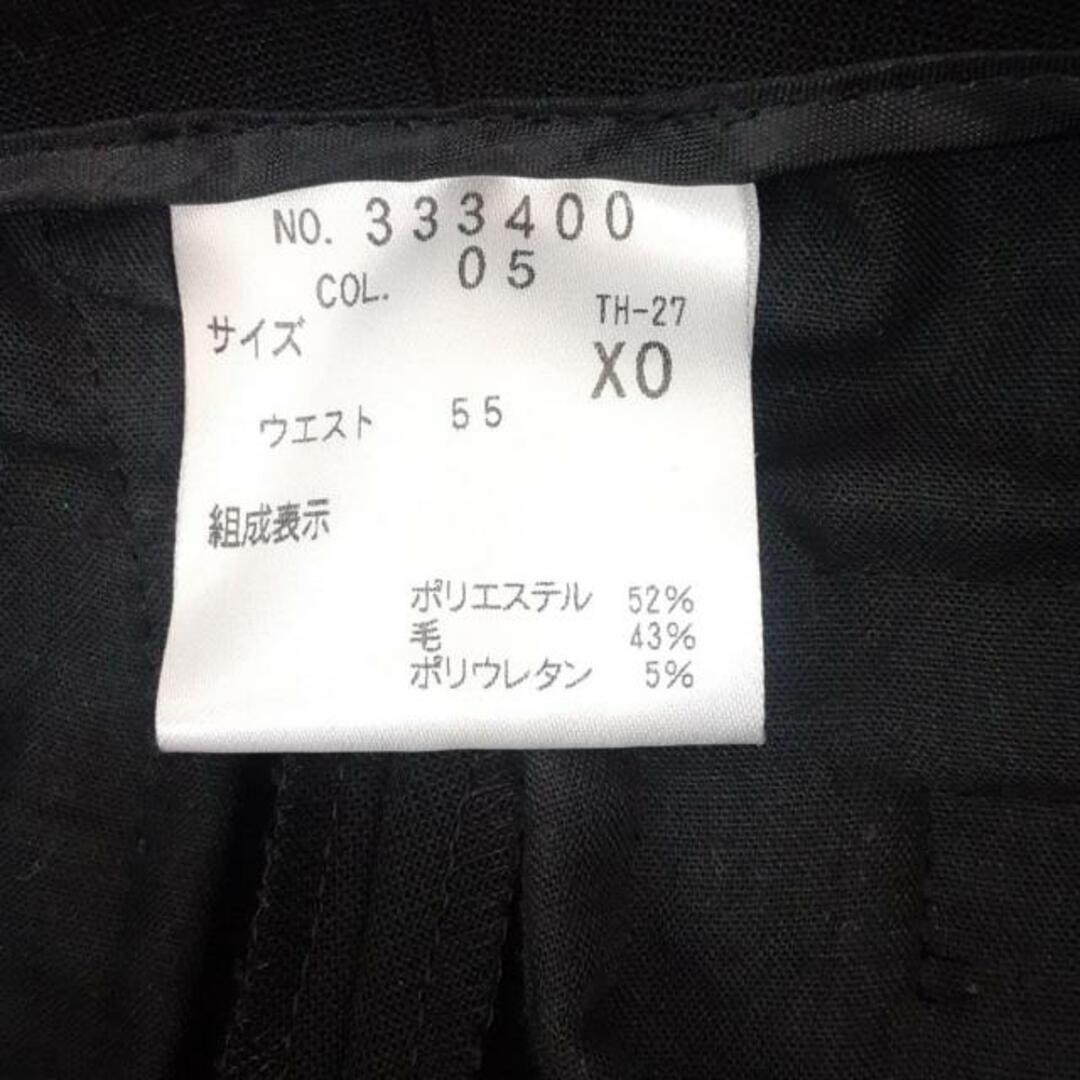 NO. 333400
COL. 05
サイズ TH-27
XO
ウエスト 55
組成表示
ポリエステル 52%
毛 43%
ポリウレタン 5%